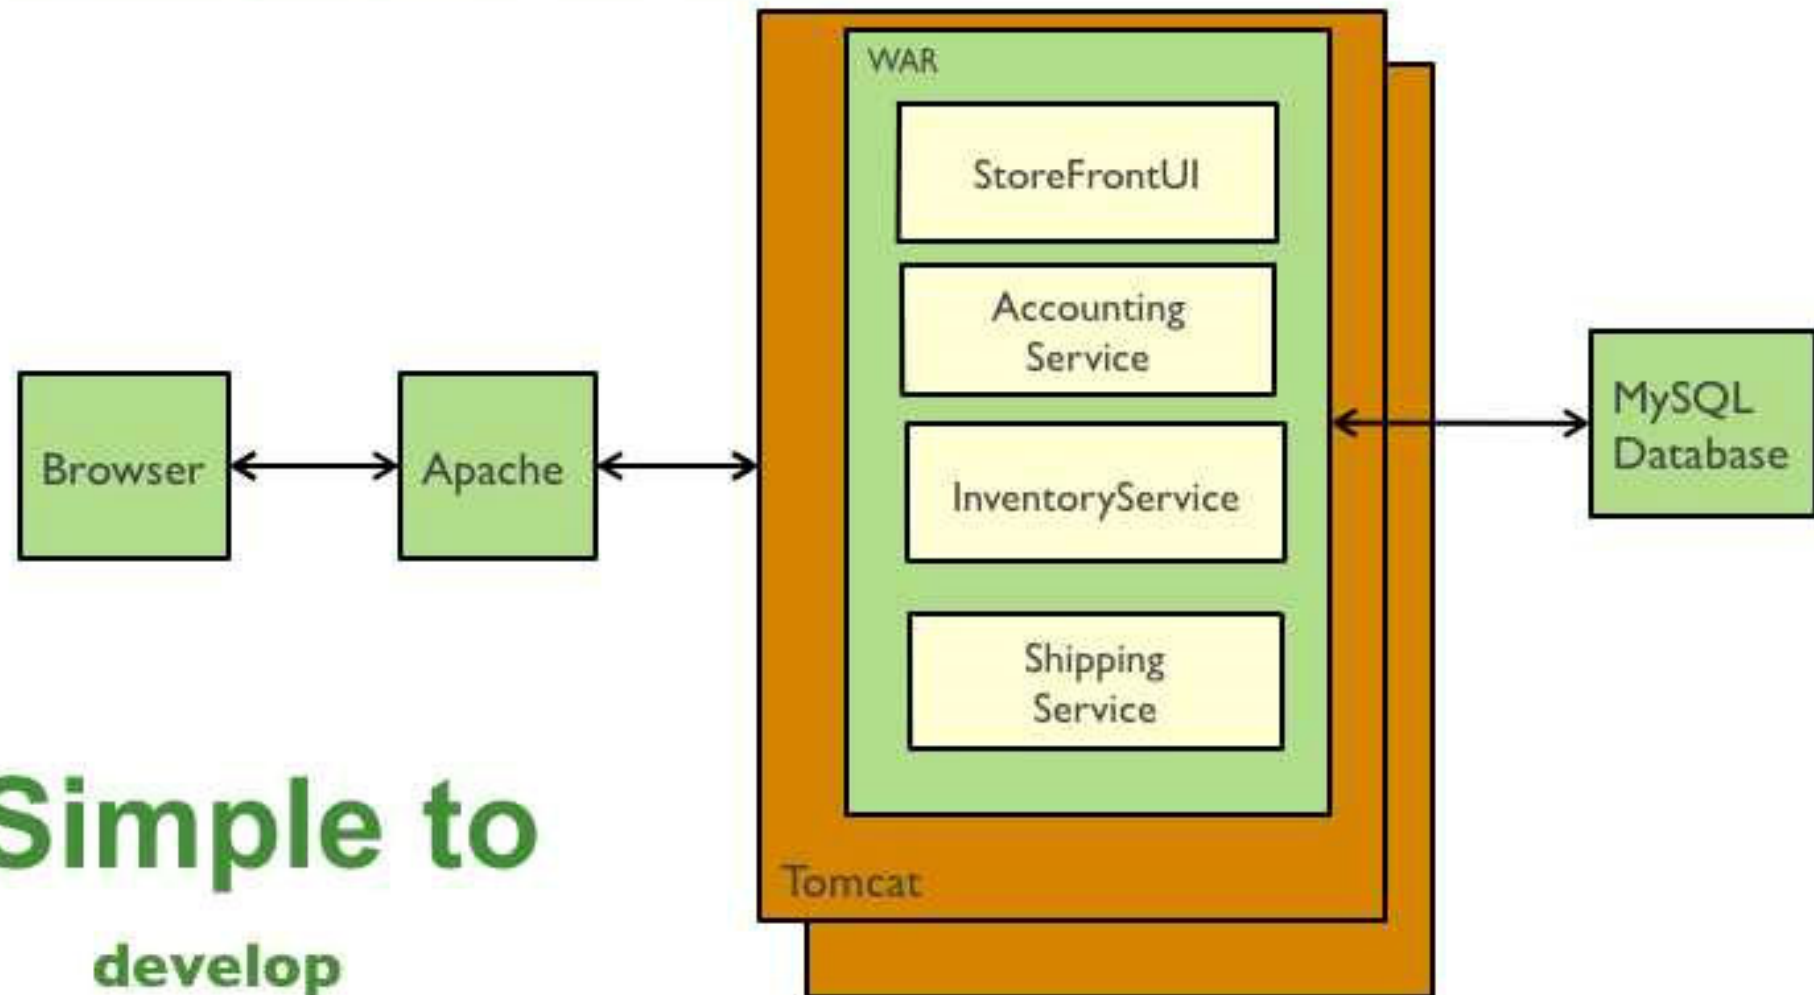 WAR
StoreFrontUI
Accounting
Service
InventoryService
Shipping
Service
Tomcat
Browser
Apache
MySQL
Database
Simple to
develop